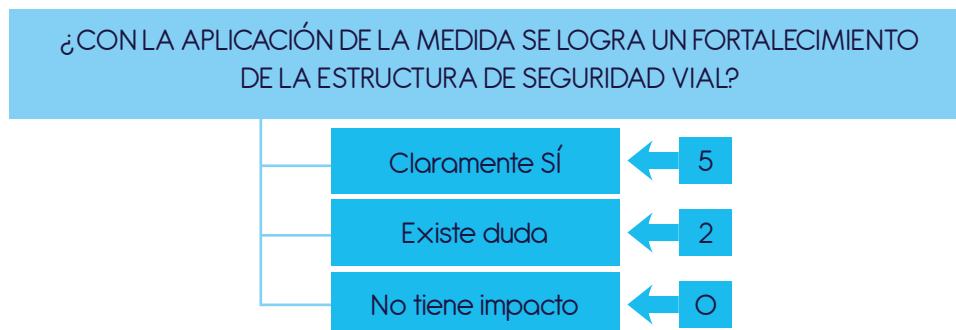 ¿CON LA APLICACIÓN DE LA MEDIDA SE LOGRA UN FORTALECIMIENTO
DE LA ESTRUCTURA DE SEGURIDAD VIAL?
Claramente SÍ
5
Existe duda
2
No tiene impacto
0